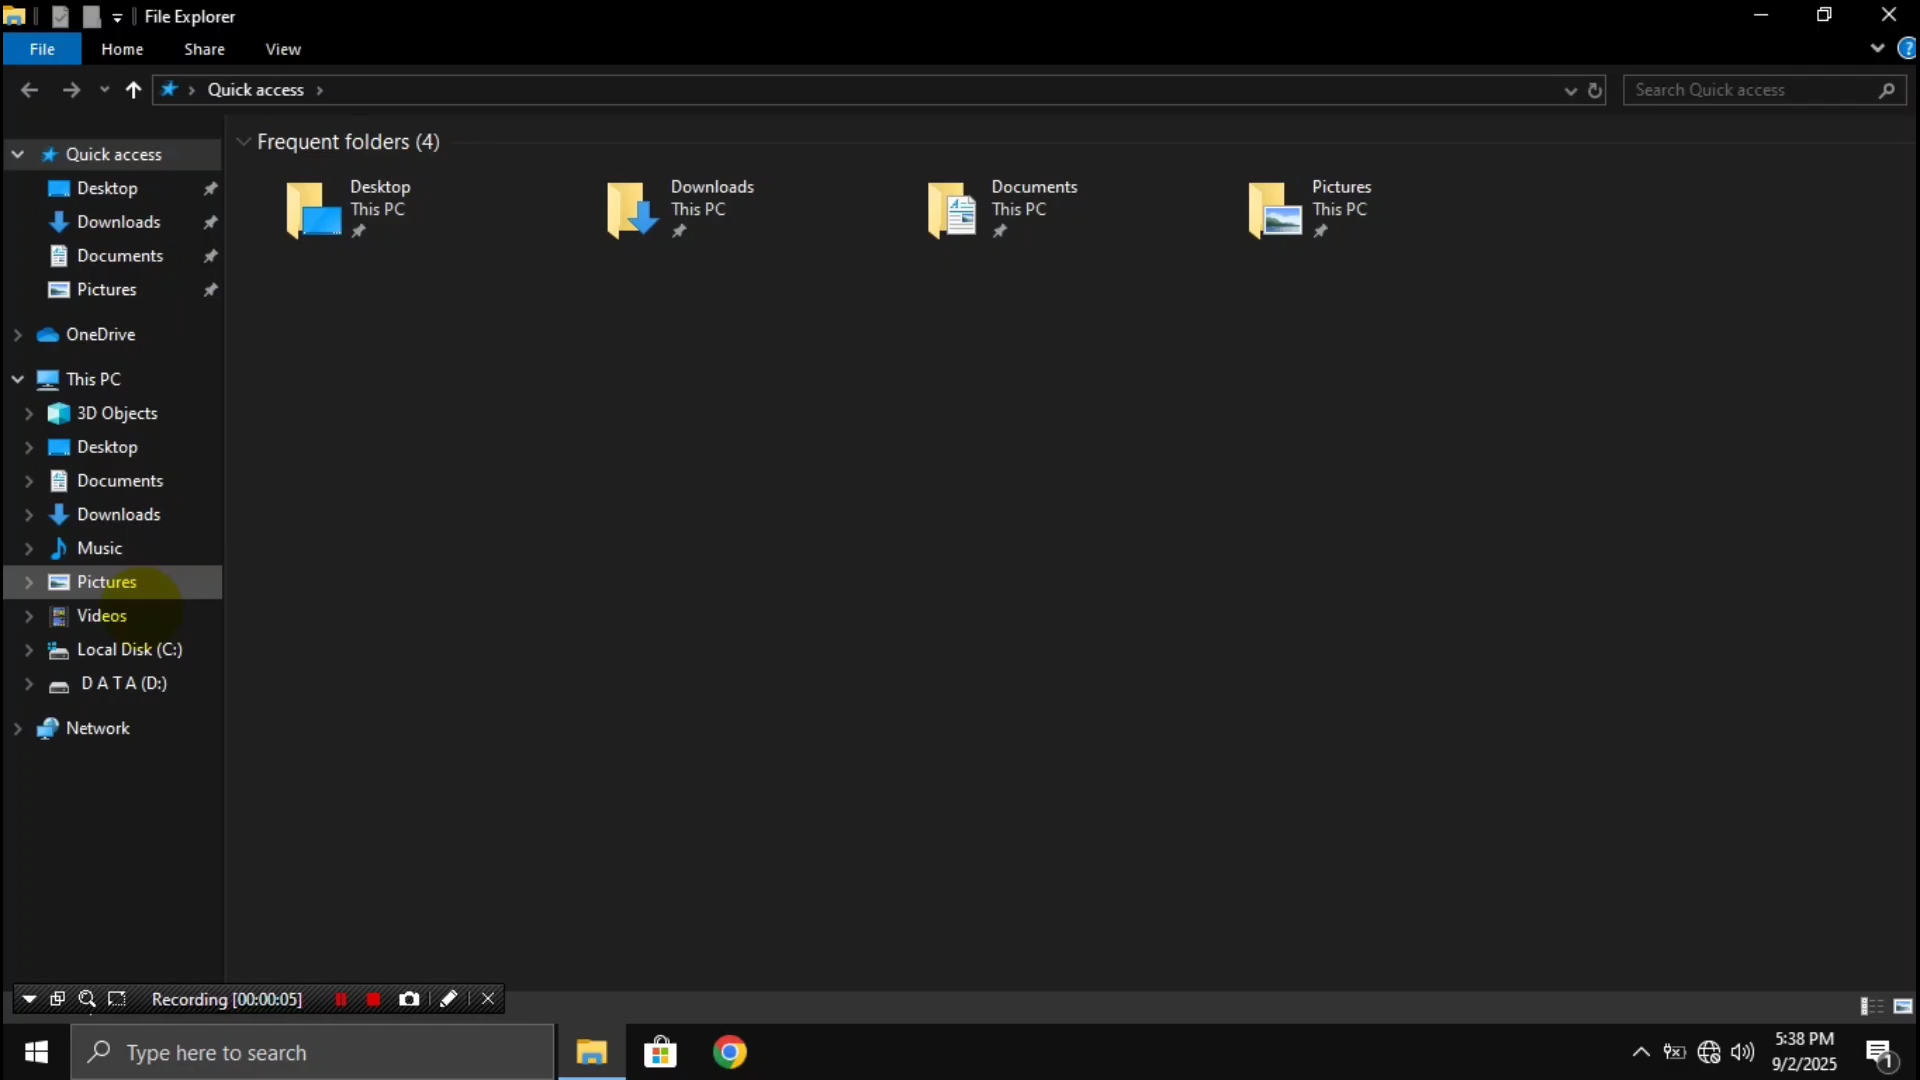 File Explorer
File Home Share View
Quick access
Search Quick access
Quick access
Desktop
Downloads
Documents
Pictures
OneDrive
This PC
3D Objects
Desktop
Documents
Downloads
Music
Pictures
Videos
Local Disk (C:)
D A T A (D:)
Network
Frequent folders (4)
Desktop
This PC
Downloads
This PC
Documents
This PC
Pictures
This PC
Recording [00:00:05]
Type here to search
5:38 PM
9/2/2025
1